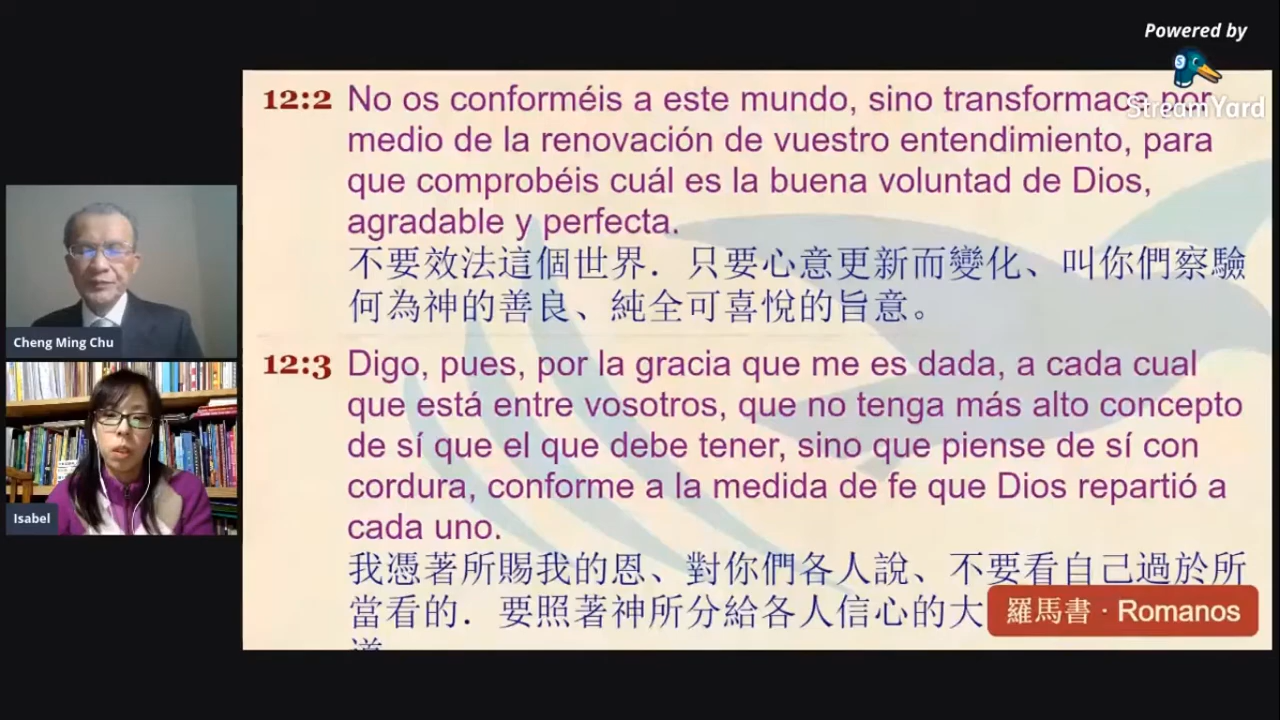 Powered by
StreamYard
12:2 No os conforméis a este mundo, sino transformaos por
medio de la renovación de vuestro entendimiento, para
que comprobéis cuál es la buena voluntad de Dios,
agradable y perfecta.
不要效法這個世界．只要心意更新而變化、叫你們察驗
何為神的善良、純全可喜悅的旨意。
12:3 Digo, pues, por la gracia que me es dada, a cada cual
que está entre vosotros, que no tenga más alto concepto
de sí que el que debe tener, sino que piense de sí con
cordura, conforme a la medida de fe que Dios repartió a
cada uno.
我憑著所賜我的恩、對你們各人說、不要看自己過於所
當看的．要照著神所分給各人信心的大
羅馬書 · Romanos
Cheng Ming Chu
Isabel